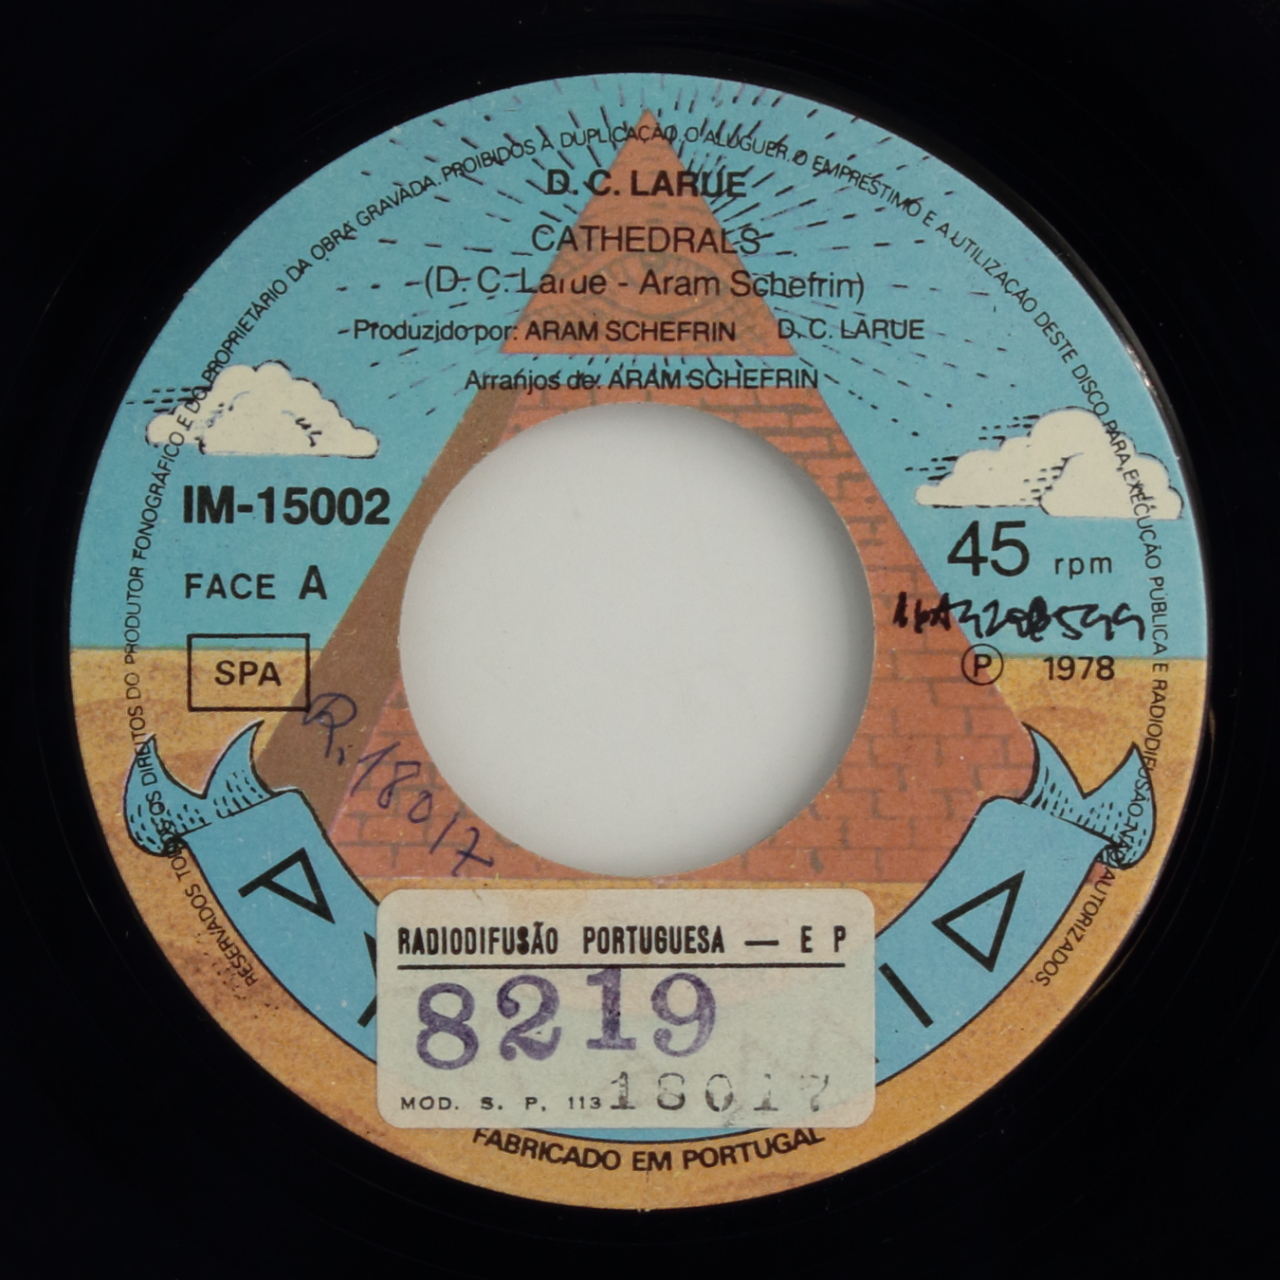 RESERVADOS TODOS OS DIREITOS DO PRODUTOR FONOGRÁFICO E DO PROPRIETÁRIO DA OBRA GRAVADA. PROIBIDOS A DUPLICAÇÃO O ALUGUER O EMPRÉSTIMO E A UTILIZAÇÃO DESTE DISCO PARA EXECUÇÃO PÚBLICA E RADIODIFUSÃO NÃO AUTORIZADOS.
D. C. LARUE
CATHEDRALS
(D. C. Larue - Aram Schefrin)
Produzido por: ARAM SCHEFRIN D. C. LARUE
Arranjos de: ARAM SCHEFRIN
IM-15002
45 rpm
FACE A
SPA
Ⓟ 1978
18017
RADIODIFUSÃO PORTUGUESA — E P
8219
MOD. S. P. 113 18017
FABRICADO EM PORTUGAL